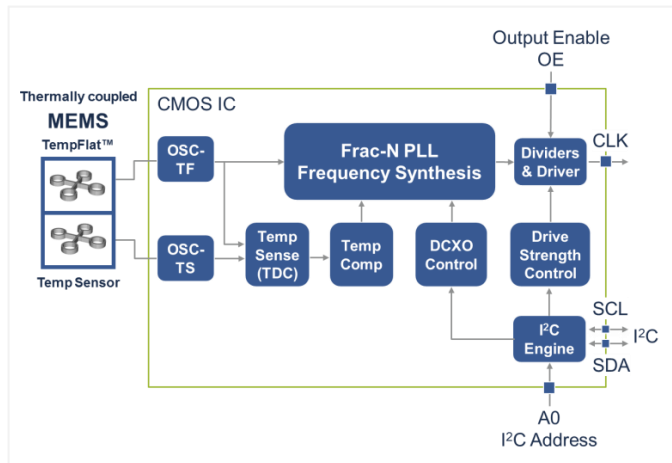 Output Enable
OE
Thermally coupled
MEMS
TempFlat™
CMOS IC
OSC-
TF
Frac-N PLL
Frequency Synthesis
Dividers
& Driver
CLK
OSC-
TS
Temp
Sense
(TDC)
Temp
Comp
DCXO
Control
Drive
Strength
Control
Temp Sensor
I²C
Engine
SCL
I²C
SDA
A0
I²C Address